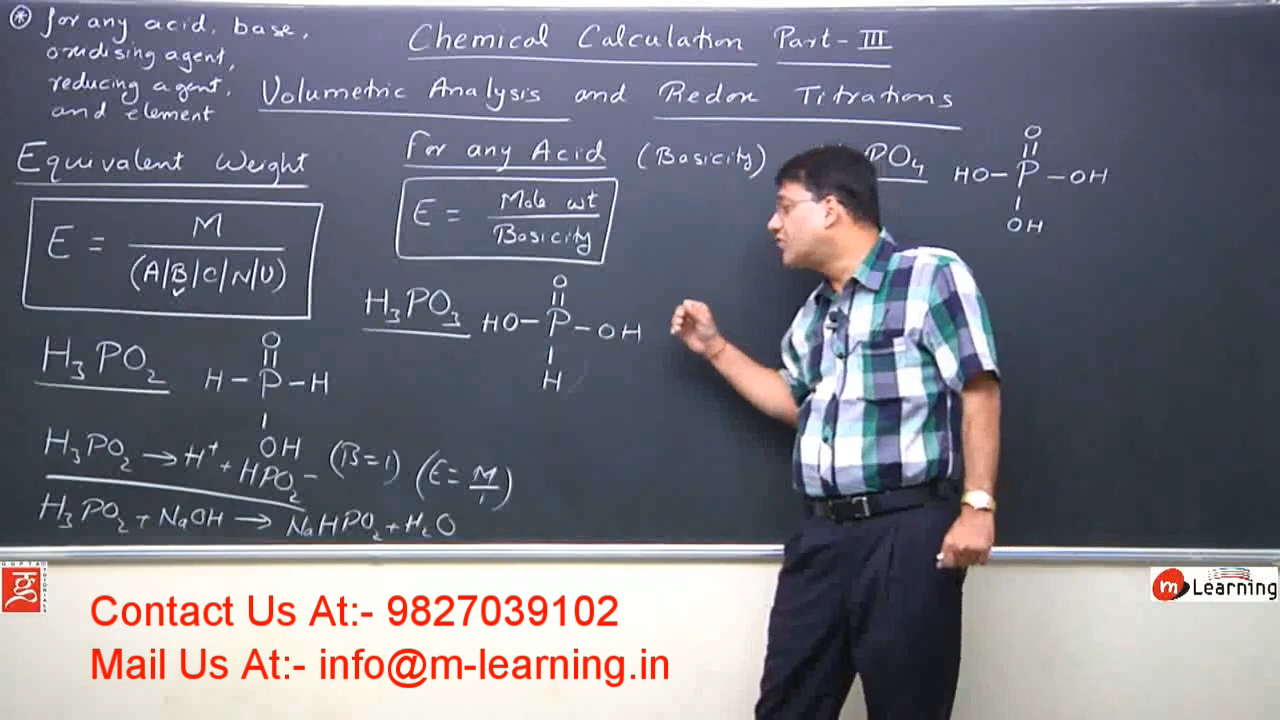 ⊛ for any acid, base,
oxidising agent,
reducing agent,
and element
Chemical Calculation Part-III
Volumetric Analysis and Redox Titrations
Equivalent Weight
E = M / (A|B|C|N|U)
For any Acid (Basicity)
E = Mole wt / Basicity
PO4
O
HO-P-OH
OH
H3PO3
O
HO-P-OH
H
H3PO2
O
H-P-H
OH
H3PO2 → H+ + HPO2- (B=1) (E= M/1)
H3PO2 + NaOH → NaHPO2 + H2O
GUPTA TUTORIALS
m Learning
Contact Us At:- 9827039102
Mail Us At:- info@m-learning.in